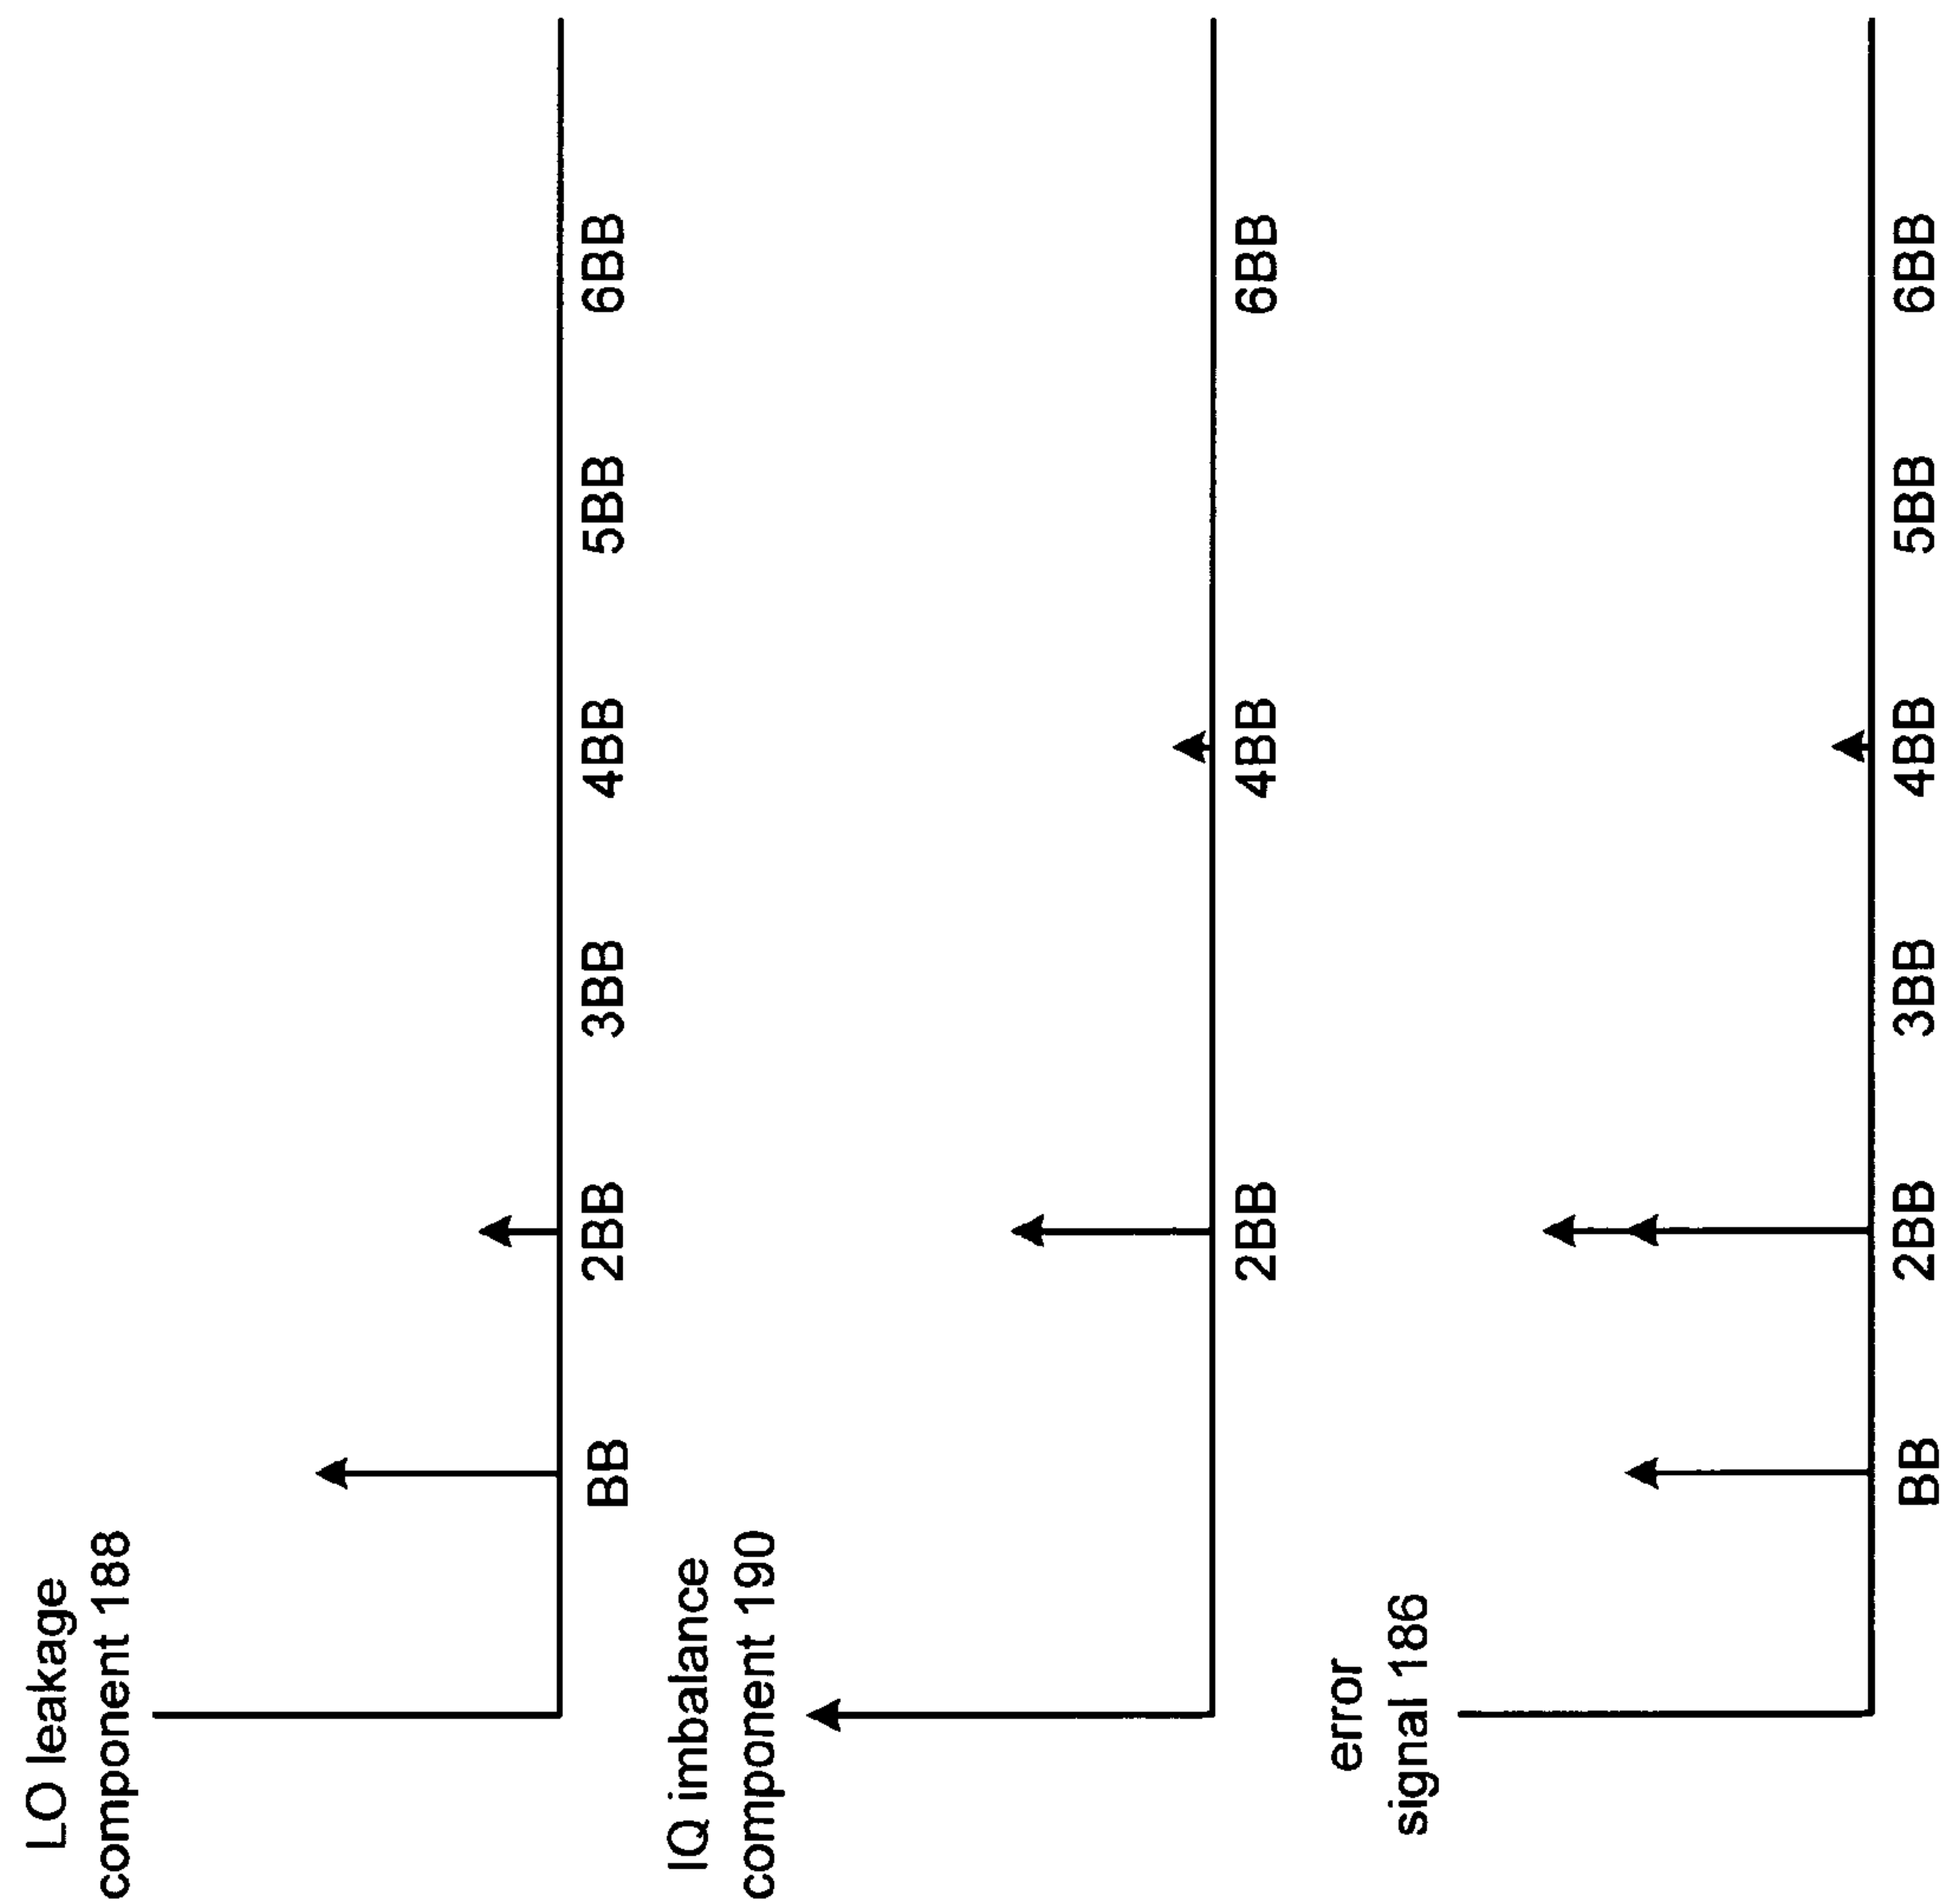 LO leakage
component 188
BB 2BB 3BB 4BB 5BB 6BB
IQ imbalance
component 190
2BB 4BB 6BB
error
signal 186
BB 2BB 3BB 4BB 5BB 6BB